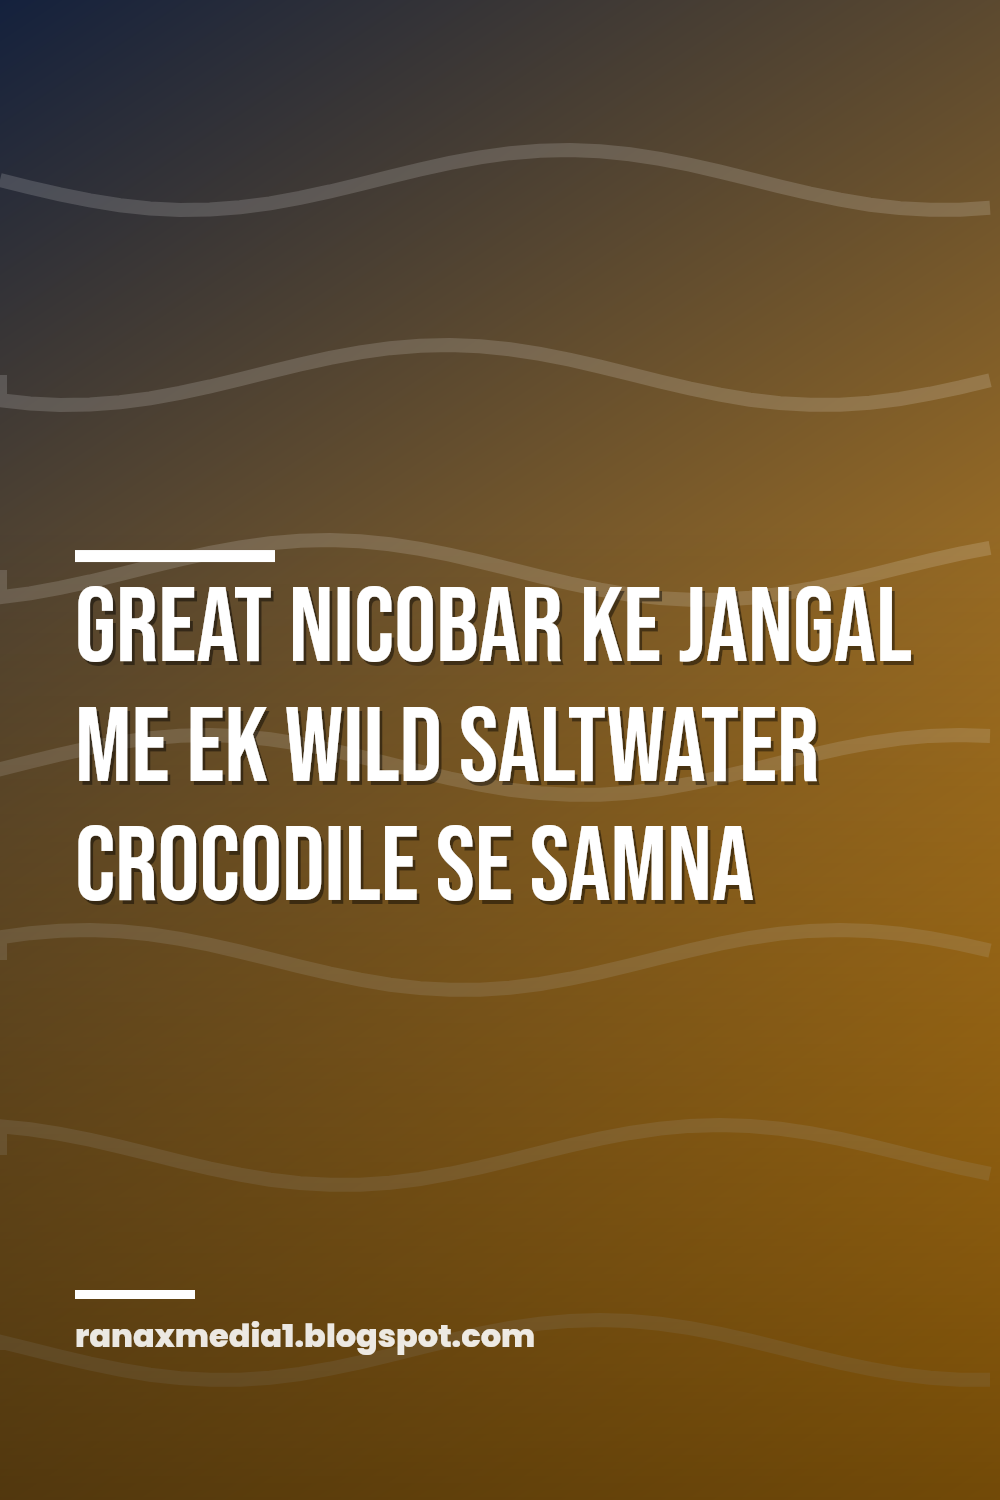 GREAT NICOBAR KE JANGAL
ME EK WILD SALTWATER
CROCODILE SE SAMNA
ranaxmedia1.blogspot.com